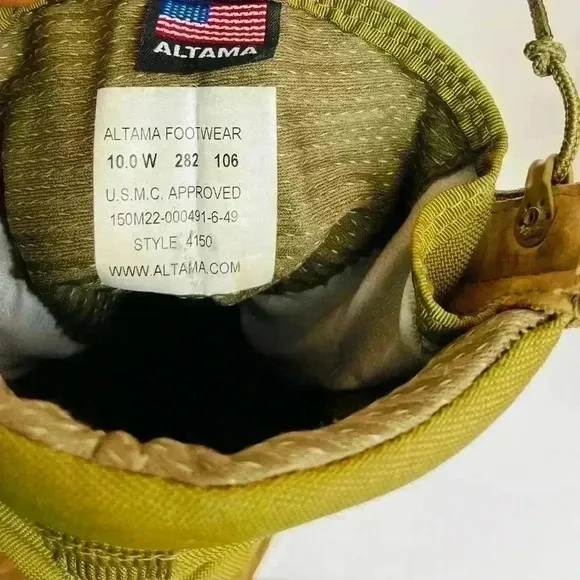 ALTAMA
ALTAMA FOOTWEAR
10.0 W 282 106
U.S.M.C. APPROVED
150M22-000491-6-49
STYLE 4150
WWW.ALTAMA.COM